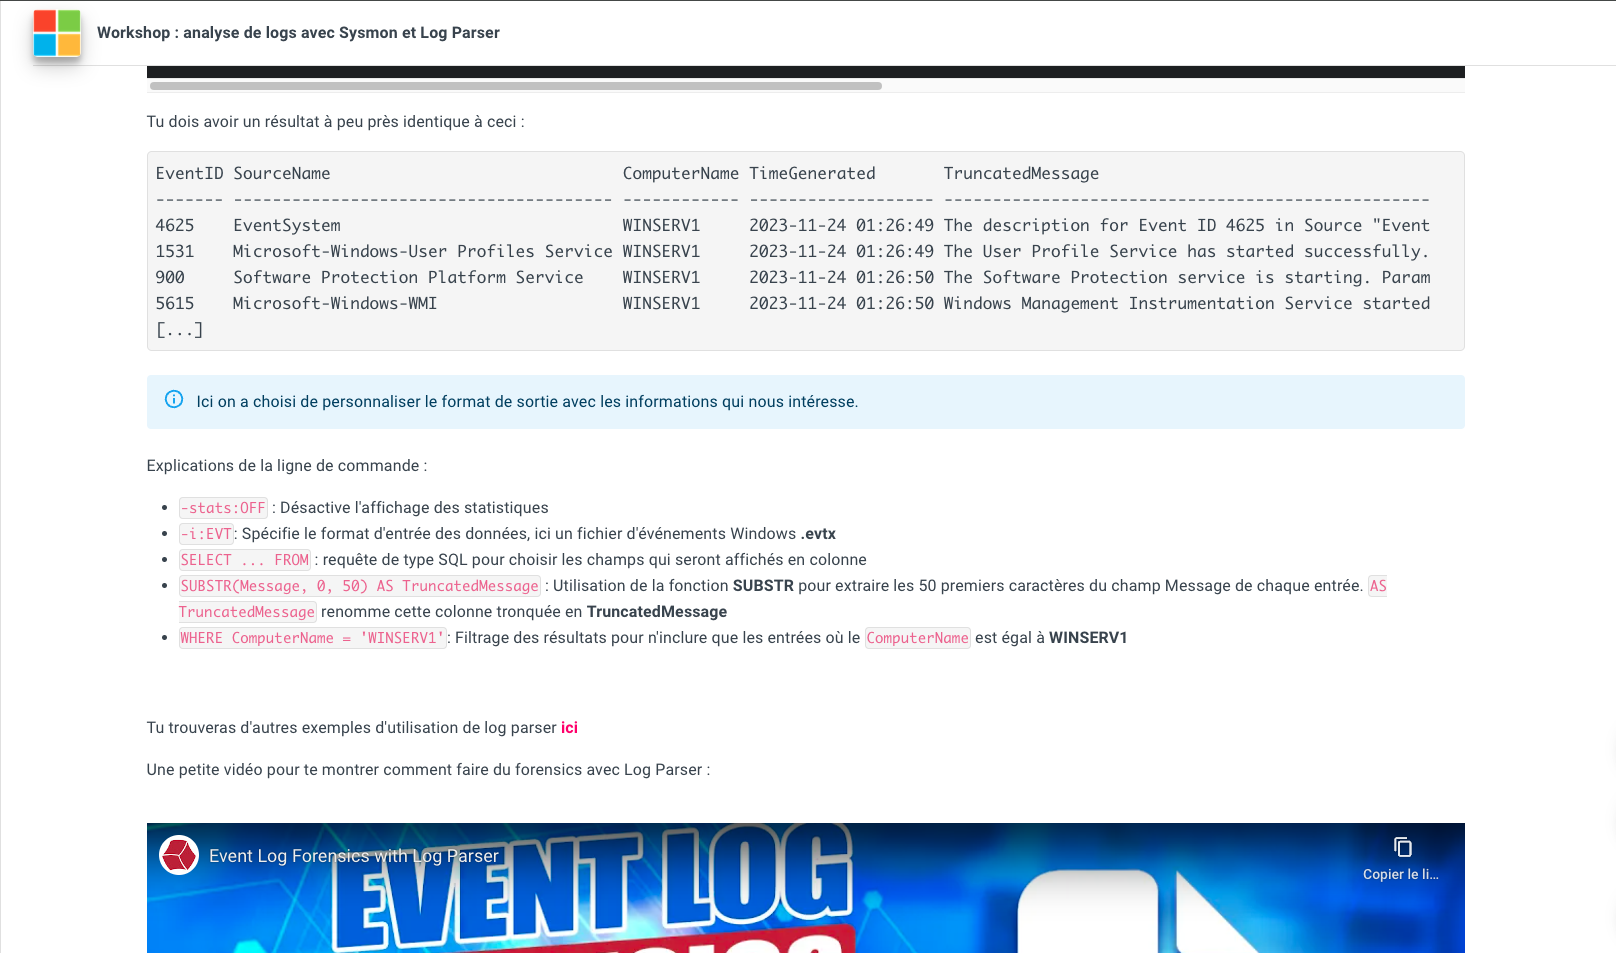 Workshop : analyse de logs avec Sysmon et Log Parser
Tu dois avoir un résultat à peu près identique à ceci :
EventID SourceName ComputerName TimeGenerated TruncatedMessage
------- --------------------------------------- ------------ ------------------- --------------------------------------------------
4625 EventSystem WINSERV1 2023-11-24 01:26:49 The description for Event ID 4625 in Source "Event
1531 Microsoft-Windows-User Profiles Service WINSERV1 2023-11-24 01:26:49 The User Profile Service has started successfully.
900 Software Protection Platform Service WINSERV1 2023-11-24 01:26:50 The Software Protection service is starting. Param
5615 Microsoft-Windows-WMI WINSERV1 2023-11-24 01:26:50 Windows Management Instrumentation Service started
[...]
Ici on a choisi de personnaliser le format de sortie avec les informations qui nous intéresse.
Explications de la ligne de commande :
-stats:OFF : Désactive l'affichage des statistiques
-i:EVT: Spécifie le format d'entrée des données, ici un fichier d'événements Windows .evtx
SELECT ... FROM : requête de type SQL pour choisir les champs qui seront affichés en colonne
SUBSTR(Message, 0, 50) AS TruncatedMessage : Utilisation de la fonction SUBSTR pour extraire les 50 premiers caractères du champ Message de chaque entrée. AS
TruncatedMessage renomme cette colonne tronquée en TruncatedMessage
WHERE ComputerName = 'WINSERV1': Filtrage des résultats pour n'inclure que les entrées où le ComputerName est égal à WINSERV1
Tu trouveras d'autres exemples d'utilisation de log parser ici
Une petite vidéo pour te montrer comment faire du forensics avec Log Parser :
Event Log Forensics with Log Parser
Copier le li...
EVENT LOG